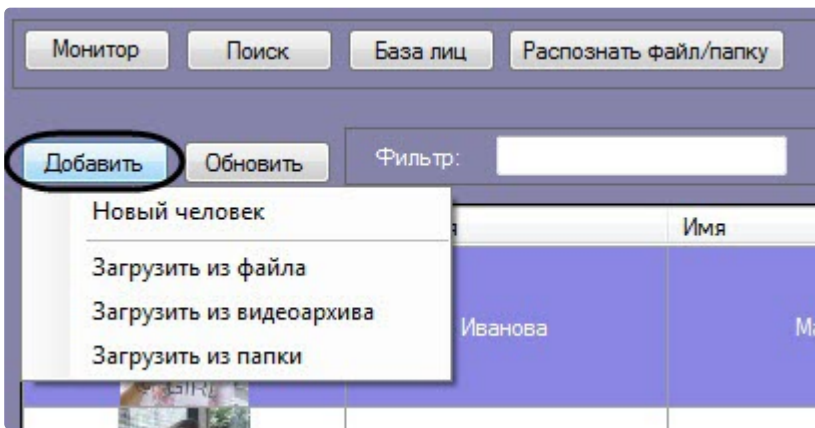 Монитор Поиск База лиц Распознать файл/папку
Добавить Обновить Фильтр:
Новый человек
Имя
Загрузить из файла
Загрузить из видеоархива
Иванова
Загрузить из папки
GIRL